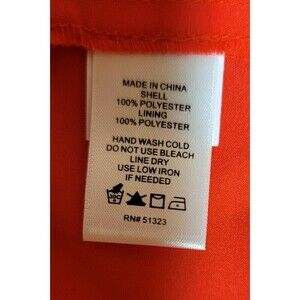 MADE IN CHINA
SHELL
100% POLYESTER
LINING
100% POLYESTER
HAND WASH COLD
DO NOT USE BLEACH
LINE DRY
USE LOW IRON
IF NEEDED
RN# 51323